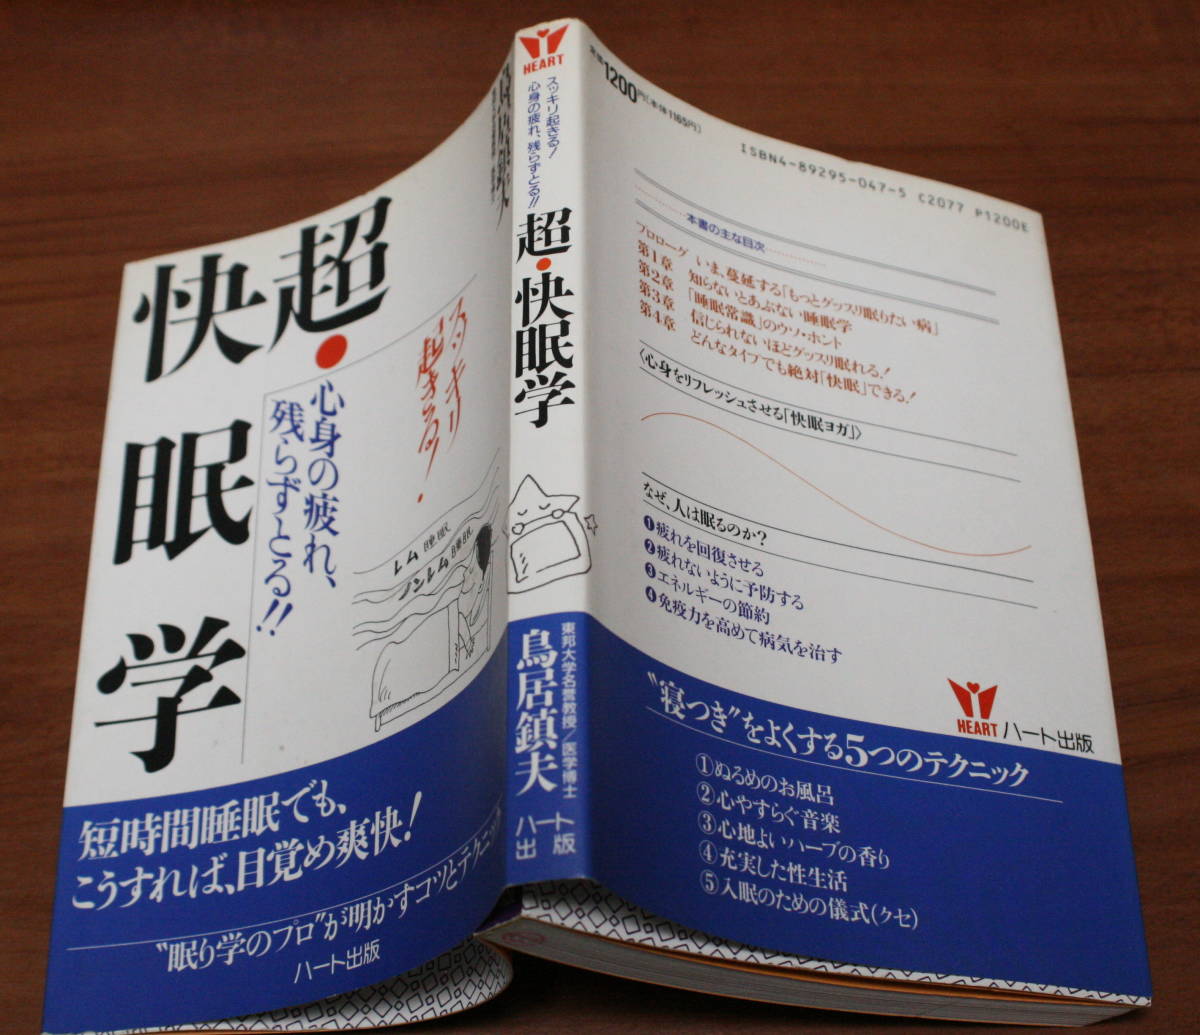 超・
快眠学
スッキリ
起きる!
心身の疲れ、
残らずとる!!
レム睡眠
ノンレム睡眠
短時間睡眠でも、
こうすれば、目覚め爽快!
"眠り学のプロ"が明かすコツとテクニック
ハート出版
HEART
スッキリ起きる!
心身の疲れ、残らずとる!!
超・快眠学
東邦大学名誉教授/医学博士
鳥居鎮夫
ハート出版
定価1200円(本体1165円)
ISBN4-89295-047-5 C2077 P1200E
本書の主な目次
プロローグ いま、蔓延する「もっとグッスリ眠りたい病」
第1章 知らないとあぶない睡眠学
第2章 「睡眠常識」のウソ・ホント
第3章 信じられないほどグッスリ眠れる!
第4章 どんなタイプでも絶対「快眠」できる!
〈心身をリフレッシュさせる「快眠ヨガ」〉
なぜ、人は眠るのか?
❶疲れを回復させる
❷疲れないように予防する
❸エネルギーの節約
❹免疫力を高めて病気を治す
HEART ハート出版
"寝つき"をよくする5つのテクニック
①ぬるめのお風呂
②心やすらぐ音楽
③心地よいハーブの香り
④充実した性生活
⑤入眠のための儀式(クセ)